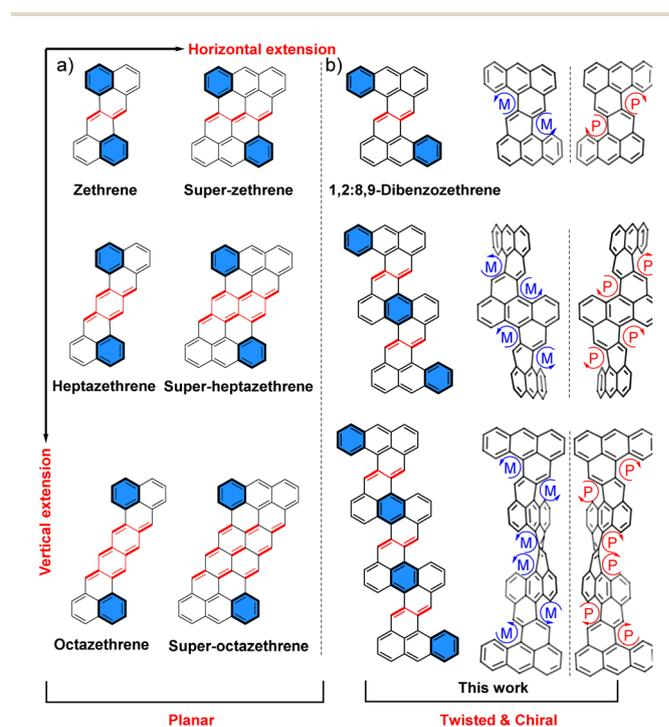 Horizontal extension
a)
b)
M
M
P
P
Zethrene
Super-zethrene
1,2:8,9-Dibenzozethrene
M
M
M
M
P
P
P
P
Heptazethrene
Super-heptazethrene
Vertical extension
M
M
M
M
M
M
P
P
P
P
P
P
Octazethrene
Super-octazethrene
This work
Planar
Twisted & Chiral